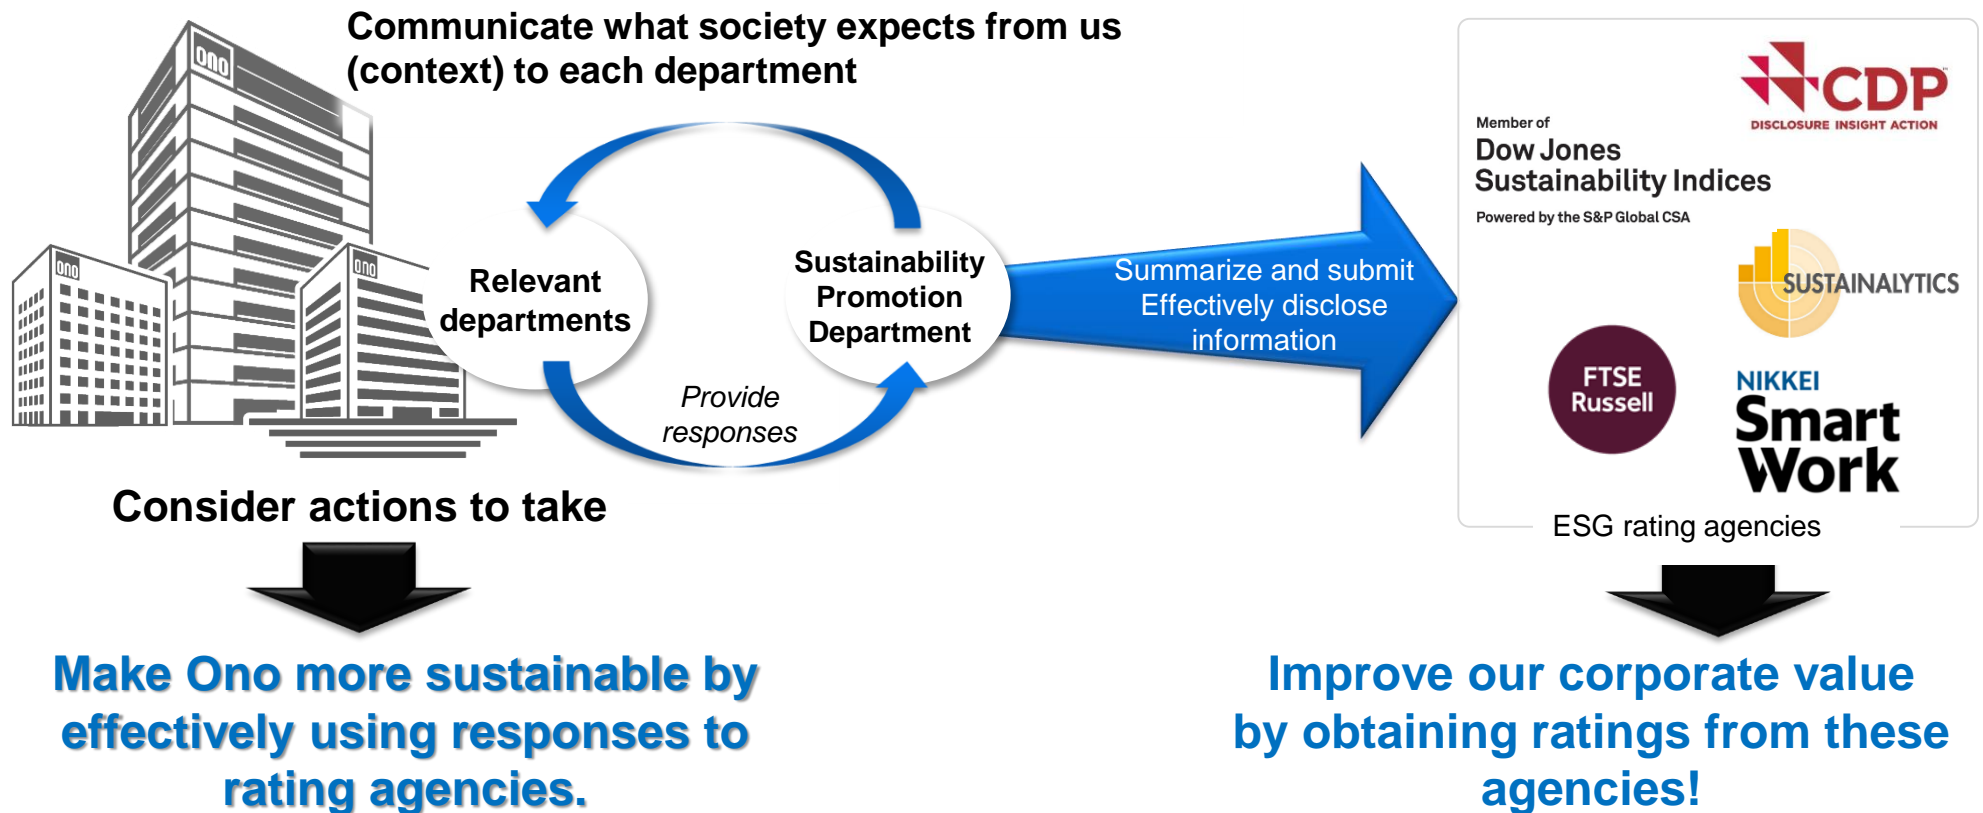 Communicate what society expects from us
(context) to each department
ono
ono
ono
Relevant
departments
Sustainability
Promotion
Department
Provide
responses
Summarize and submit
Effectively disclose
information
CDP
DISCLOSURE INSIGHT ACTION
Member of
Dow Jones
Sustainability Indices
Powered by the S&P Global CSA
SUSTAINALYTICS
FTSE
Russell
NIKKEI
Smart
Work
ESG rating agencies
Consider actions to take
Make Ono more sustainable by
effectively using responses to
rating agencies.
Improve our corporate value
by obtaining ratings from these
agencies!